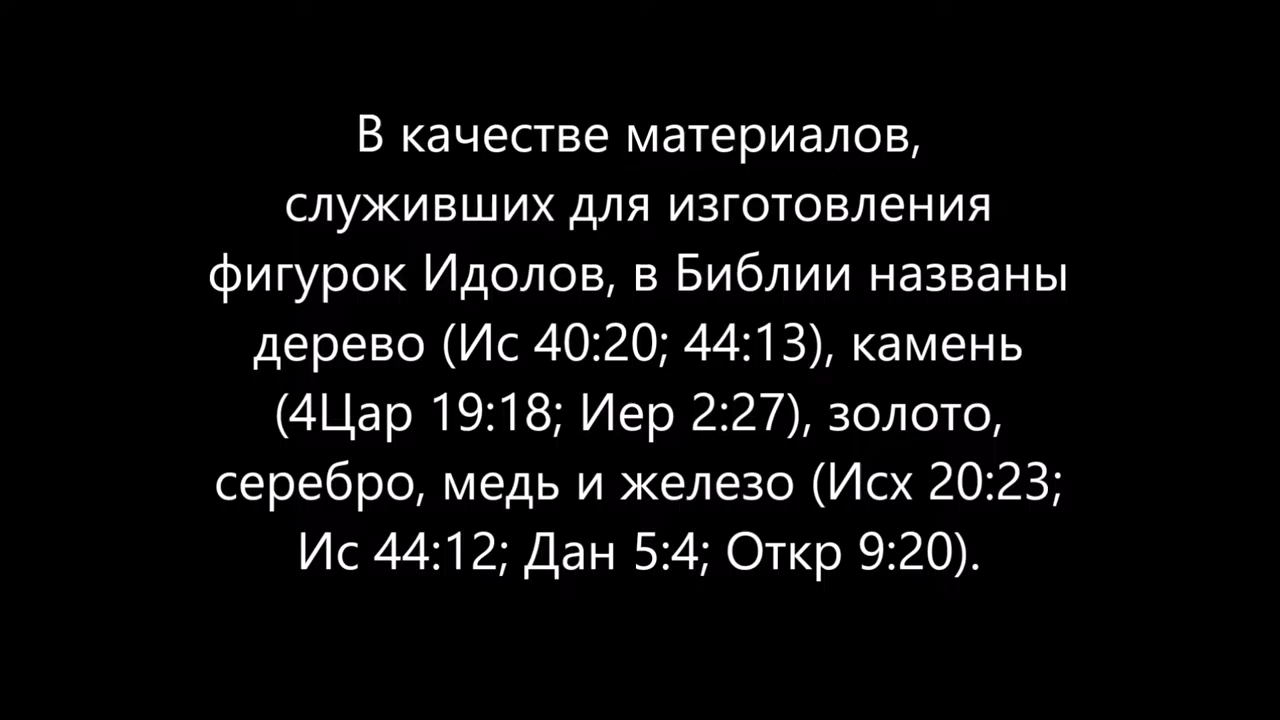 В качестве материалов,
служивших для изготовления
фигурок Идолов, в Библии названы
дерево (Ис 40:20; 44:13), камень
(4Цар 19:18; Иер 2:27), золото,
серебро, медь и железо (Исх 20:23;
Ис 44:12; Дан 5:4; Откр 9:20).